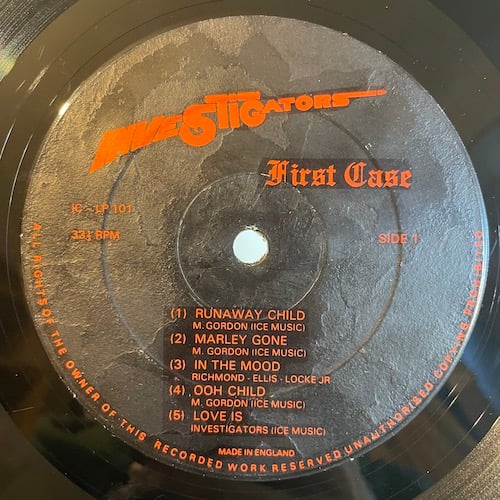 INVESTIGATORS
First Case
IC - LP 101
33⅓ RPM
SIDE 1
(1) RUNAWAY CHILD
M. GORDON (ICE MUSIC)
(2) MARLEY GONE
M. GORDON (ICE MUSIC)
(3) IN THE MOOD
RICHMOND - ELLIS - LOCKE JR
(4) OOH CHILD
M. GORDON (ICE MUSIC)
(5) LOVE IS
INVESTIGATORS (ICE MUSIC)
MADE IN ENGLAND
ALL RIGHTS OF THE OWNER OF THIS RECORDED WORK RESERVED UNAUTHORISED COPYING PROHIBITED